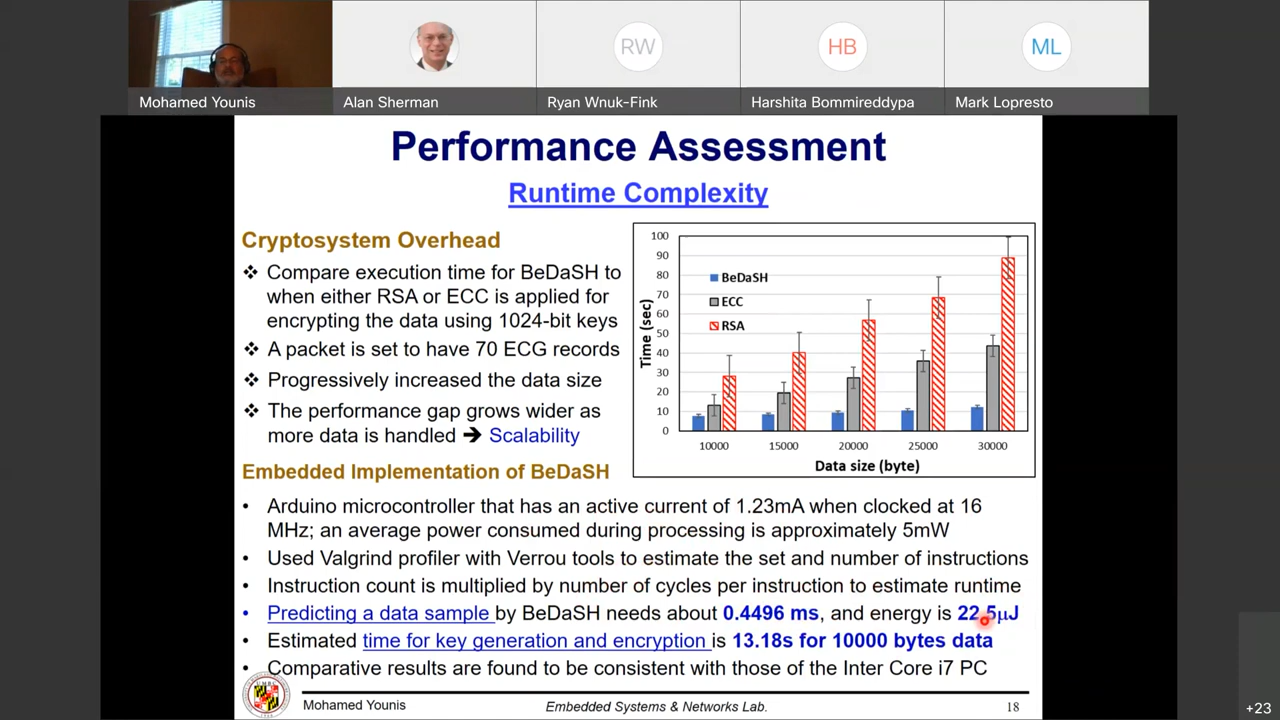 RW
HB
ML
Mohamed Younis
Alan Sherman
Ryan Wnuk-Fink
Harshita Bommireddypa
Mark Lopresto
Performance Assessment
Runtime Complexity
Cryptosystem Overhead
❖ Compare execution time for BeDaSH to
when either RSA or ECC is applied for
encrypting the data using 1024-bit keys
❖ A packet is set to have 70 ECG records
❖ Progressively increased the data size
❖ The performance gap grows wider as
more data is handled ➔ Scalability
100
90
80
70
60
50
40
30
20
10
0
Time (sec)
BeDaSH
ECC
RSA
10000 15000 20000 25000 30000
Data size (byte)
Embedded Implementation of BeDaSH
• Arduino microcontroller that has an active current of 1.23mA when clocked at 16
MHz; an average power consumed during processing is approximately 5mW
• Used Valgrind profiler with Verrou tools to estimate the set and number of instructions
• Instruction count is multiplied by number of cycles per instruction to estimate runtime
• Predicting a data sample by BeDaSH needs about 0.4496 ms, and energy is 22.5μJ
• Estimated time for key generation and encryption is 13.18s for 10000 bytes data
• Comparative results are found to be consistent with those of the Inter Core i7 PC
Mohamed Younis
Embedded Systems & Networks Lab.
18
+23